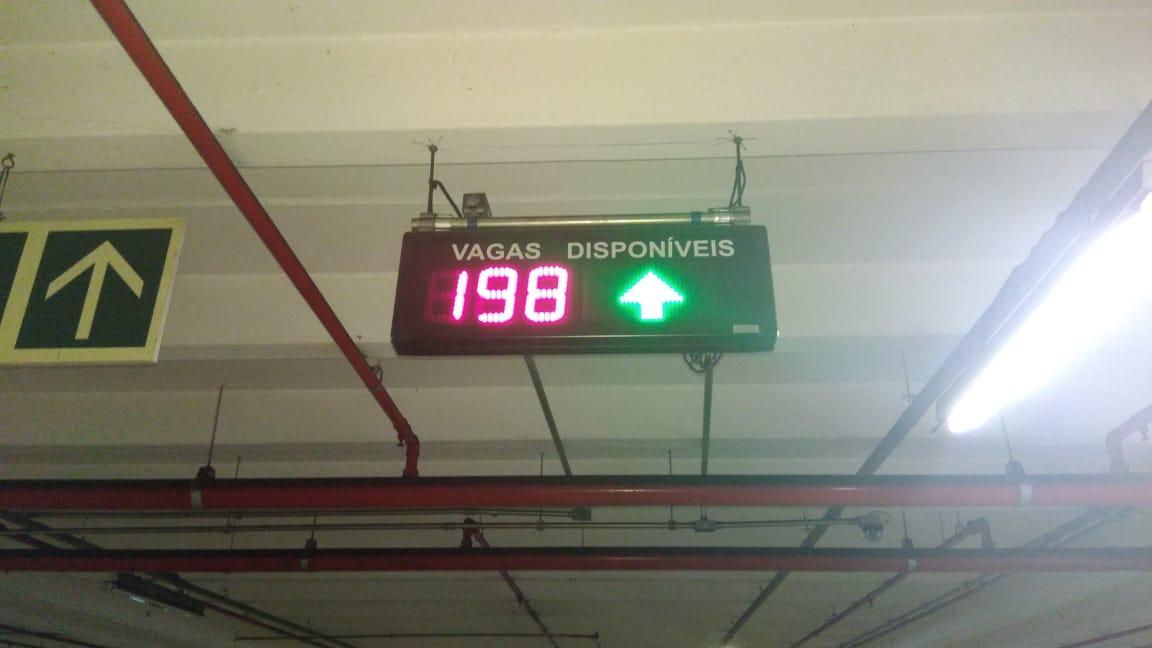 VAGAS DISPONÍVEIS
198